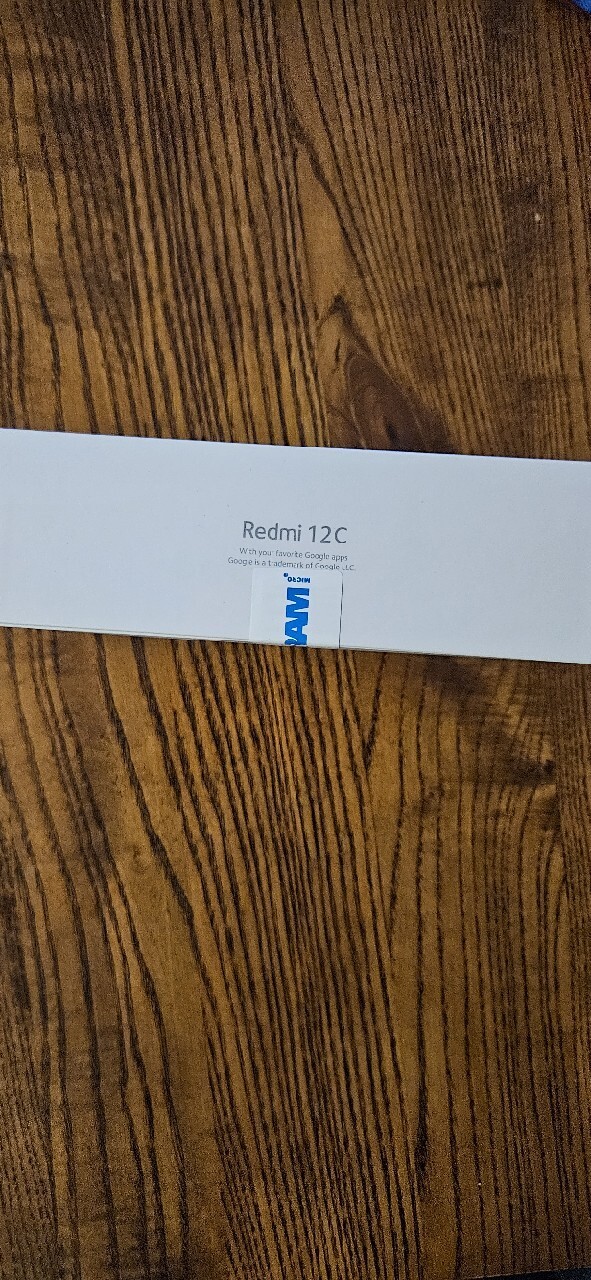 Redmi 12C
With your favorite Google apps
Google is a trademark of Google LLC.
MICRO